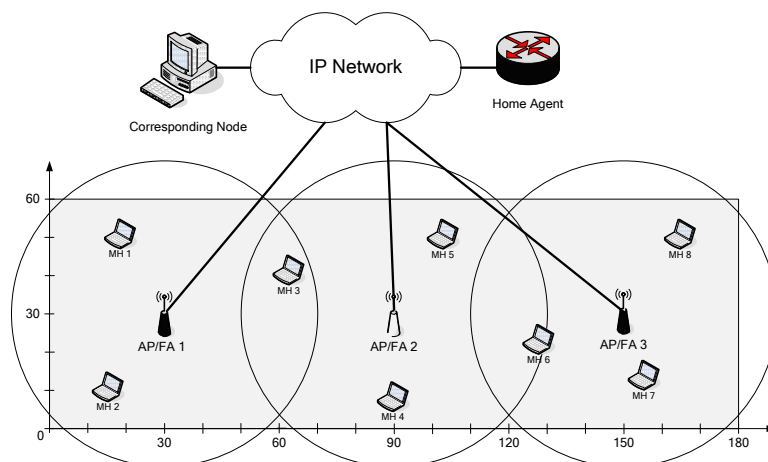 IP Network
Corresponding Node
Home Agent
60
MH 1
MH 5
MH 8
MH 3
30
AP/FA 1
AP/FA 2
AP/FA 3
MH 6
MH 2
MH 7
MH 4
0
30
60
90
120
150
180